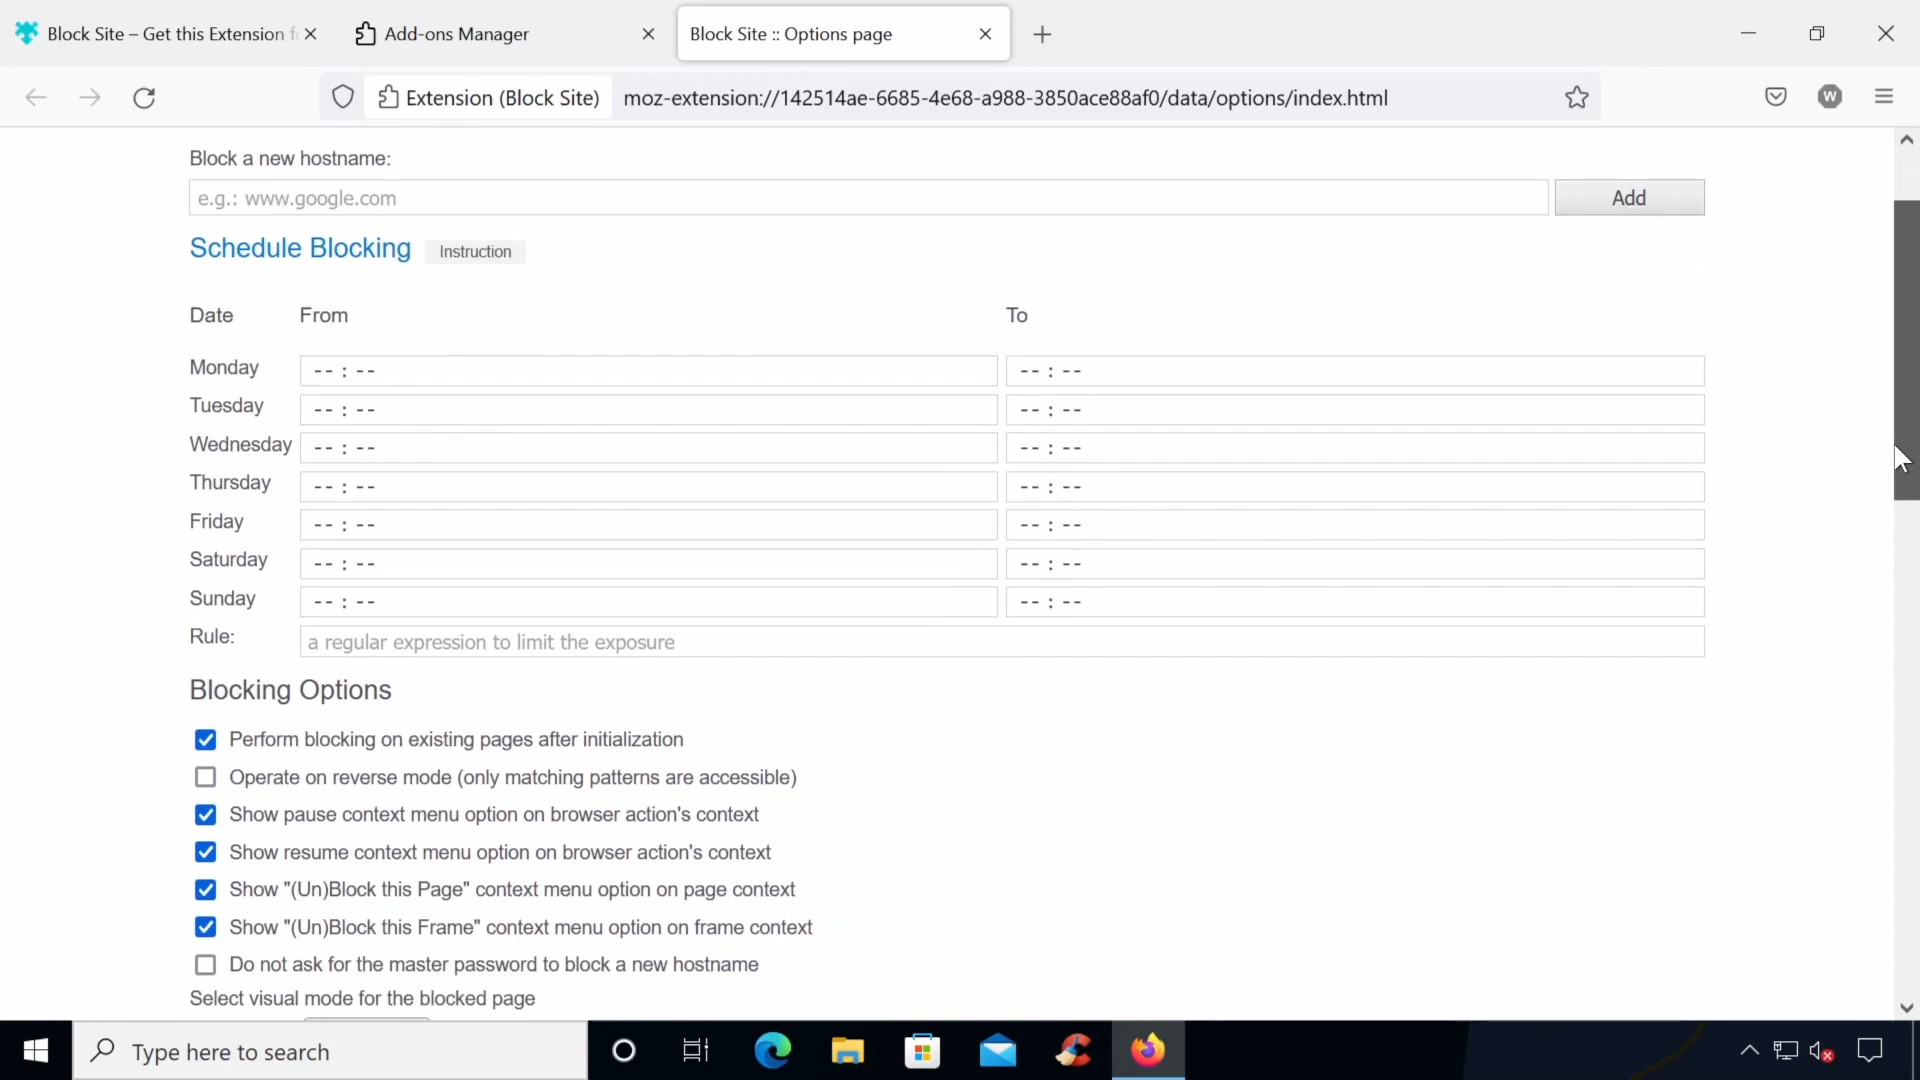 Block Site – Get this Extension f
Add-ons Manager
Block Site :: Options page
Extension (Block Site)
moz-extension://142514ae-6685-4e68-a988-3850ace88af0/data/options/index.html
W
Block a new hostname:
e.g.: www.google.com
Add
Schedule Blocking Instruction
Date From To
Monday -- : -- -- : --
Tuesday -- : -- -- : --
Wednesday -- : -- -- : --
Thursday -- : -- -- : --
Friday -- : -- -- : --
Saturday -- : -- -- : --
Sunday -- : -- -- : --
Rule: a regular expression to limit the exposure
Blocking Options
Perform blocking on existing pages after initialization
Operate on reverse mode (only matching patterns are accessible)
Show pause context menu option on browser action's context
Show resume context menu option on browser action's context
Show "(Un)Block this Page" context menu option on page context
Show "(Un)Block this Frame" context menu option on frame context
Do not ask for the master password to block a new hostname
Select visual mode for the blocked page
Type here to search